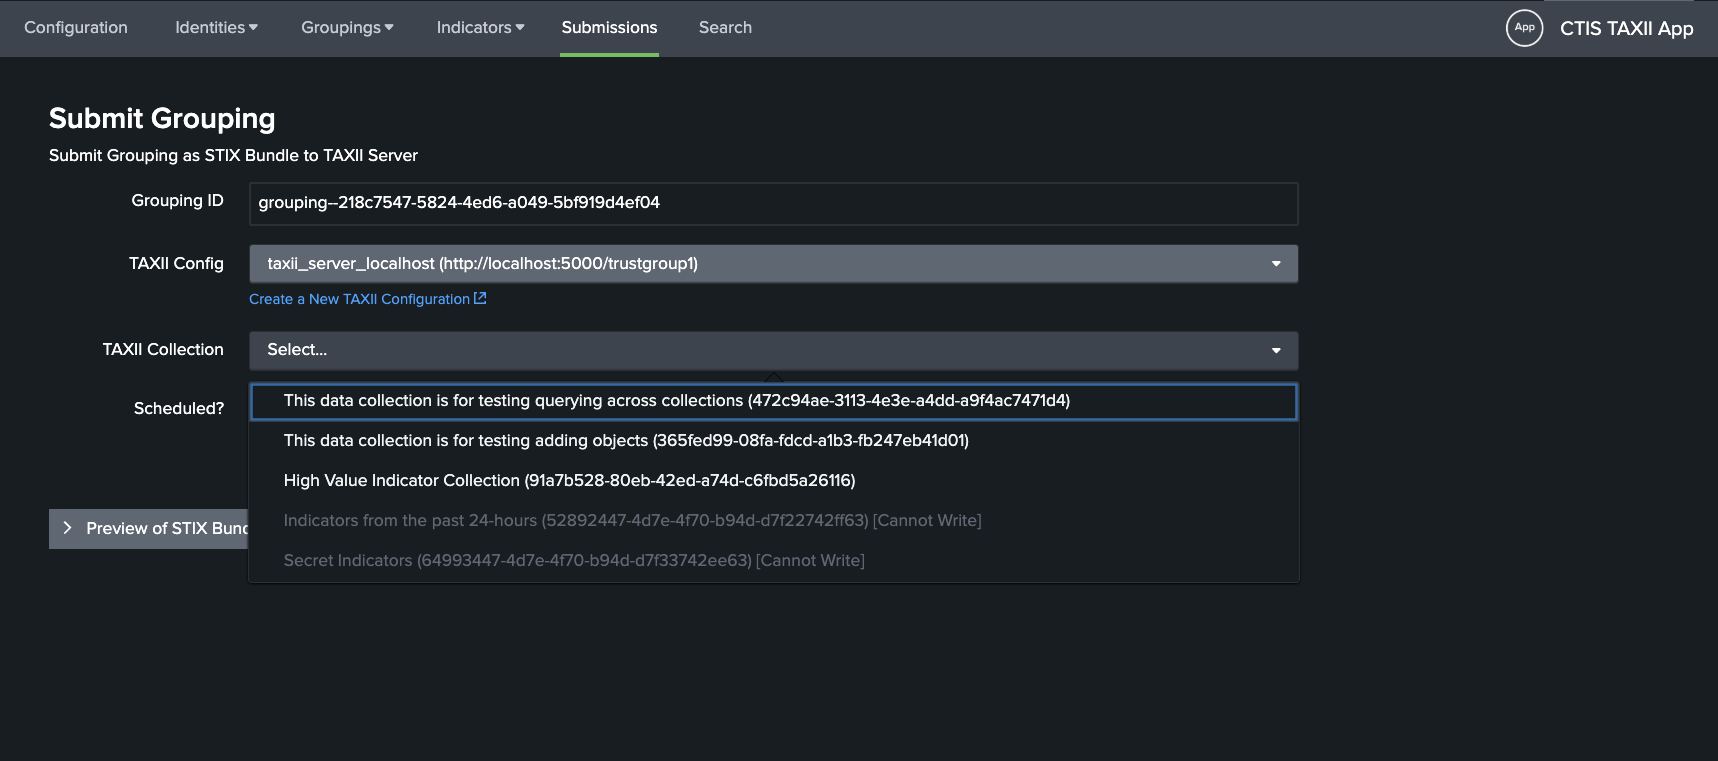 Configuration Identities Groupings Indicators Submissions Search App CTIS TAXII App
Submit Grouping
Submit Grouping as STIX Bundle to TAXII Server
Grouping ID grouping--218c7547-5824-4ed6-a049-5bf919d4ef04
TAXII Config taxii_server_localhost (http://localhost:5000/trustgroup1)
Create a New TAXII Configuration
TAXII Collection Select...
Scheduled? This data collection is for testing querying across collections (472c94ae-3113-4e3e-a4dd-a9f4ac7471d4)
This data collection is for testing adding objects (365fed99-08fa-fdcd-a1b3-fb247eb41d01)
High Value Indicator Collection (91a7b528-80eb-42ed-a74d-c6fbd5a26116)
Indicators from the past 24-hours (52892447-4d7e-4f70-b94d-d7f22742ff63) [Cannot Write]
Preview of STIX Bund
Secret Indicators (64993447-4d7e-4f70-b94d-d7f33742ee63) [Cannot Write]